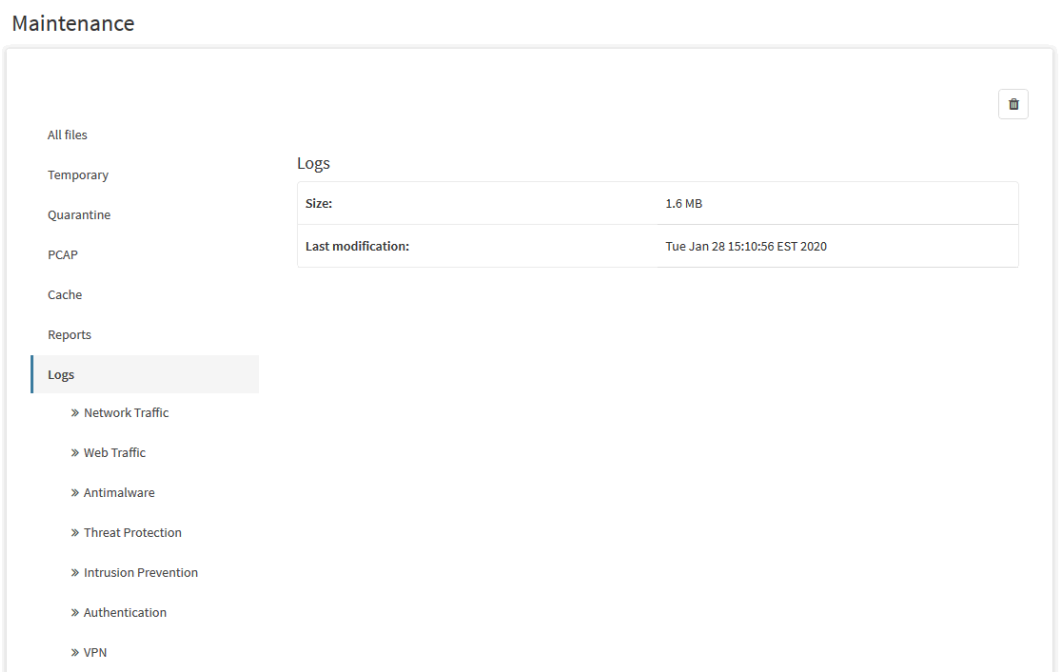 Maintenance
All files
Temporary
Quarantine
PCAP
Cache
Reports
Logs
» Network Traffic
» Web Traffic
» Antimalware
» Threat Protection
» Intrusion Prevention
» Authentication
» VPN
Logs
Size: 1.6 MB
Last modification: Tue Jan 28 15:10:56 EST 2020